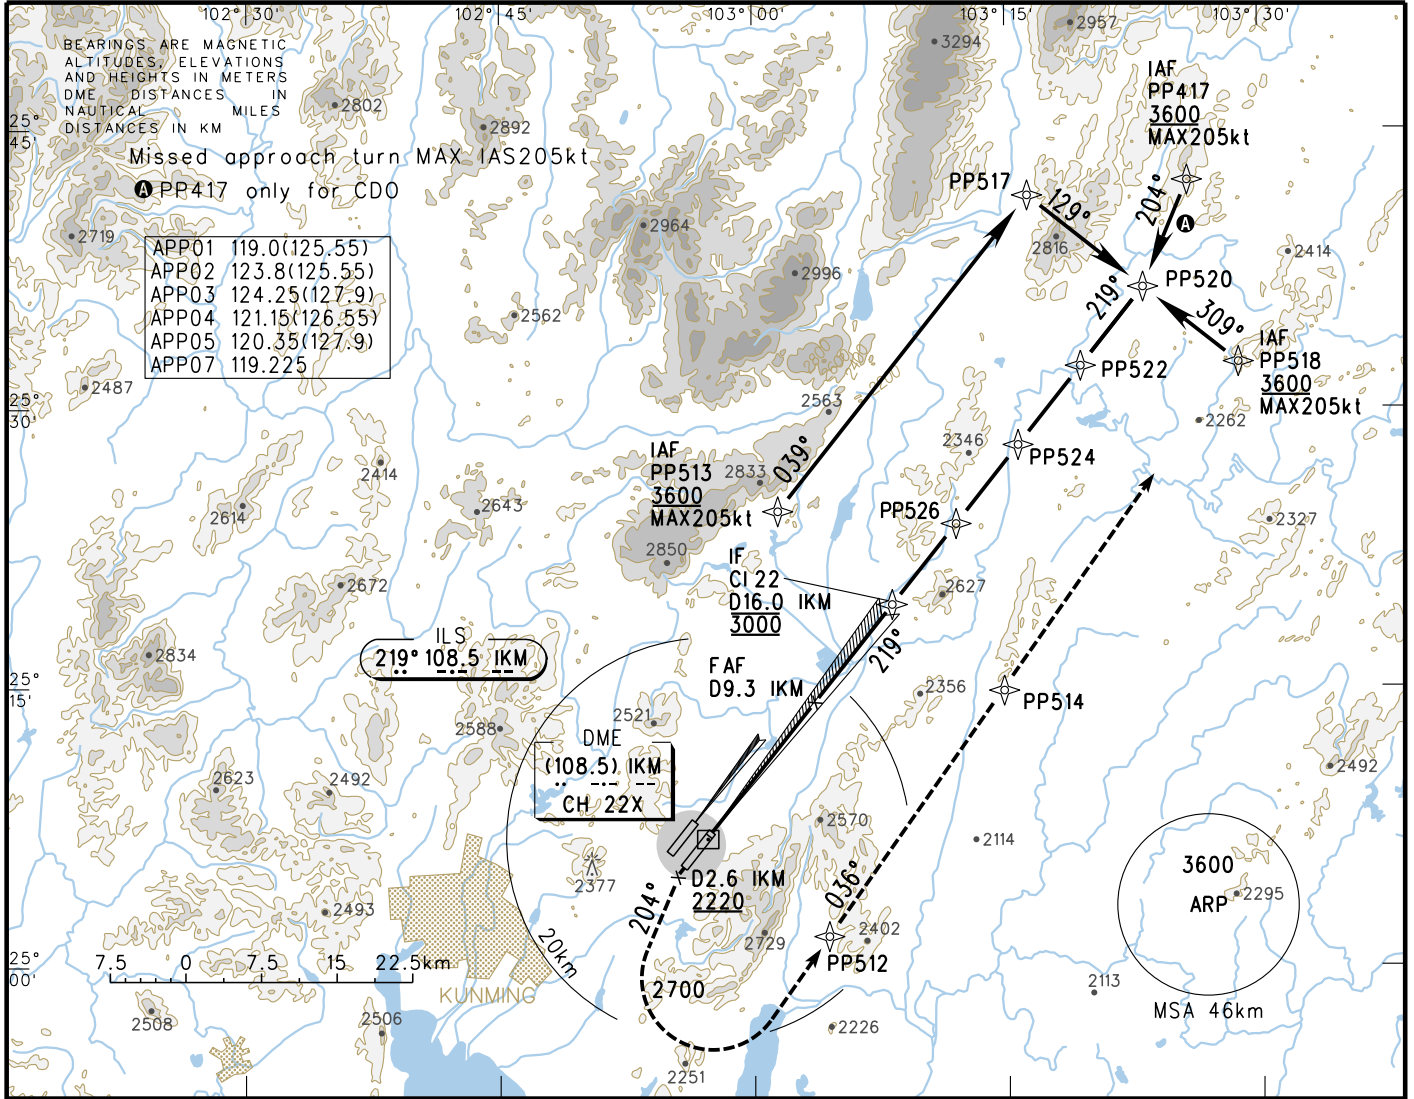 102°30'
102°45'
103°00'
103°15'
103°30'
BEARINGS ARE MAGNETIC
ALTITUDES, ELEVATIONS
AND HEIGHTS IN METERS
DME DISTANCES IN
NAUTICAL MILES
DISTANCES IN KM
Missed approach turn MAX IAS205kt
A PP417 only for CDO
APP01 119.0(125.55)
APP02 123.8(125.55)
APP03 124.25(127.9)
APP04 121.15(126.55)
APP05 120.35(127.9)
APP07 119.225
2957
3294
2802
2892
25°
45'
IAF
PP417
3600
MAX205kt
PP517
129°
204°
A
2719
2964
2816
2414
2996
PP520
219°
309°
2562
IAF
PP518
3600
MAX205kt
PP522
2487
25°
30'
2563
2262
2346
PP524
039°
2833
IAF
PP513
3600
MAX205kt
2414
2614
2643
PP526
2327
2850
IF
CI 22
D16.0 IKM
3000
2672
2627
ILS
219° 108.5 IKM
219°
2834
FAF
D9.3 IKM
25°
15'
2356
PP514
2521
2588
DME
(108.5) IKM
CH 22X
2623
2492
2492
2570
2114
2377
D2.6 IKM
2220
036°
3600
ARP
2295
2493
204°
2729
2402
20km
PP512
25°
00'
7.5 0 7.5 15 22.5km
KUNMING
2700
2113
MSA 46km
2508
2506
2226
2251